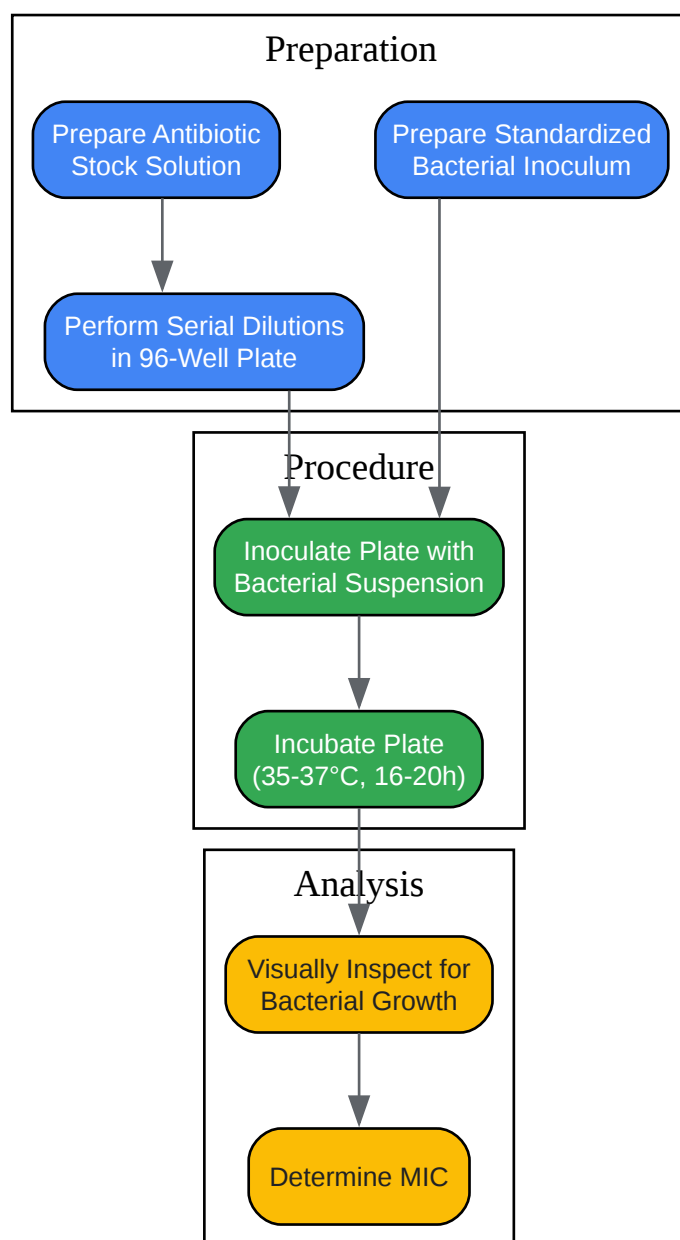 Preparation
Prepare Antibiotic
Stock Solution
Prepare Standardized
Bacterial Inoculum
Perform Serial Dilutions
in 96-Well Plate
Procedure
Inoculate Plate with
Bacterial Suspension
Incubate Plate
(35-37°C, 16-20h)
Analysis
Visually Inspect for
Bacterial Growth
Determine MIC